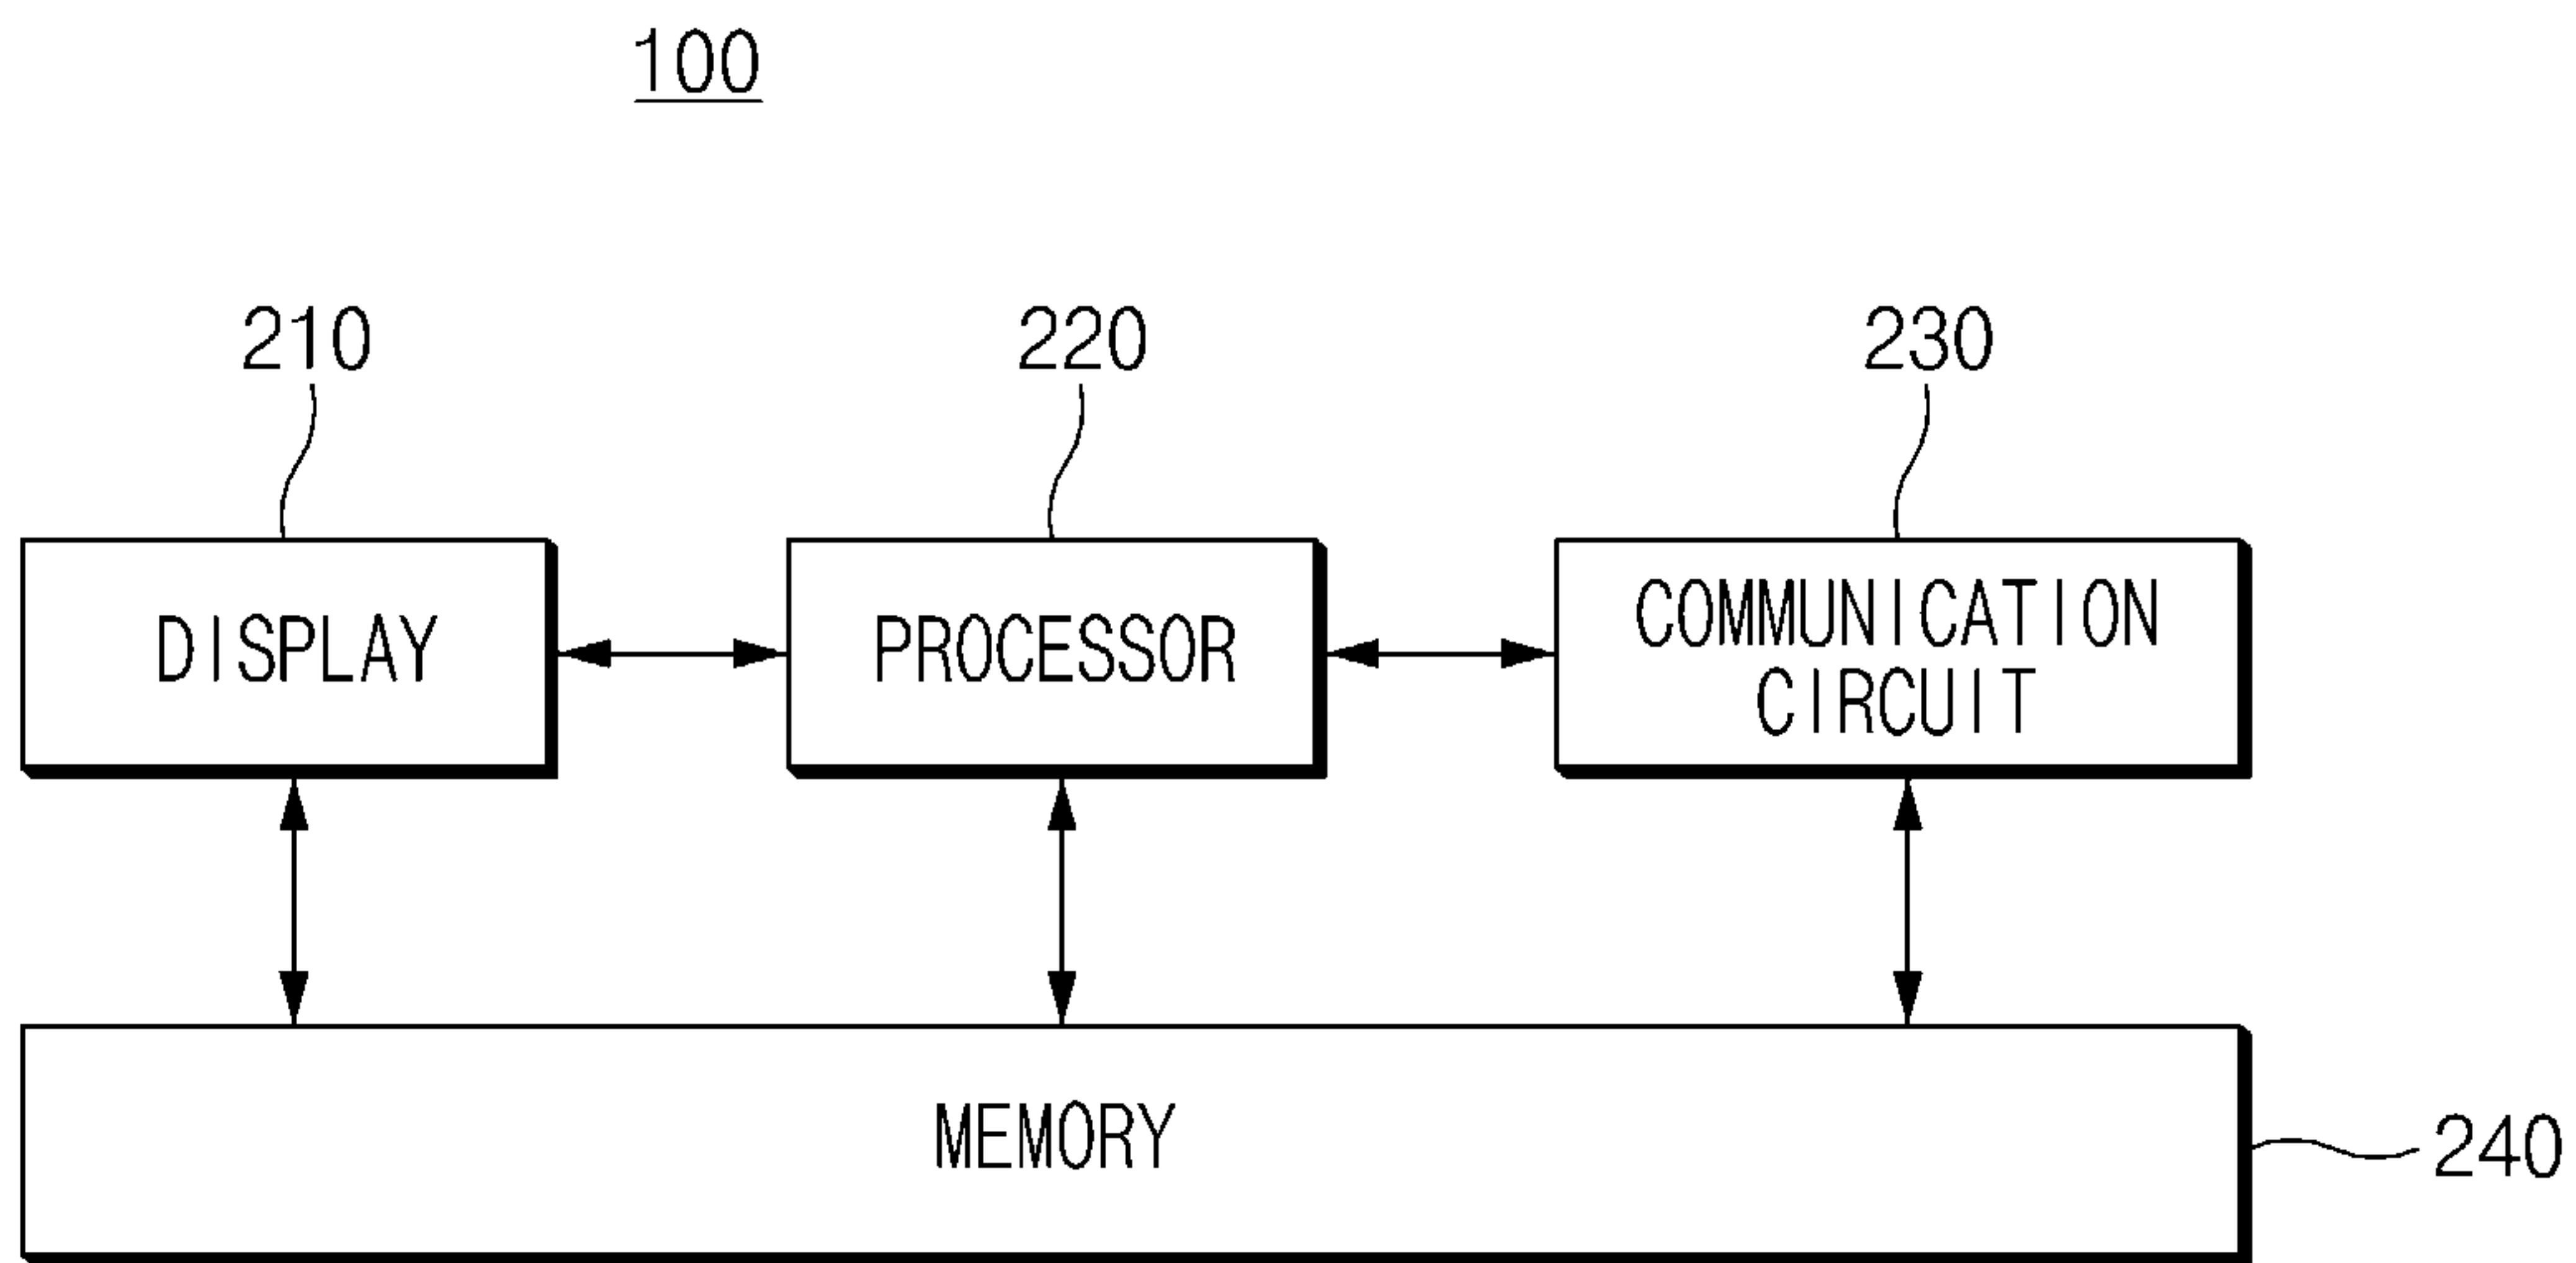 100
210
220
230
DISPLAY
PROCESSOR
COMMUNICATION
CIRCUIT
MEMORY
240